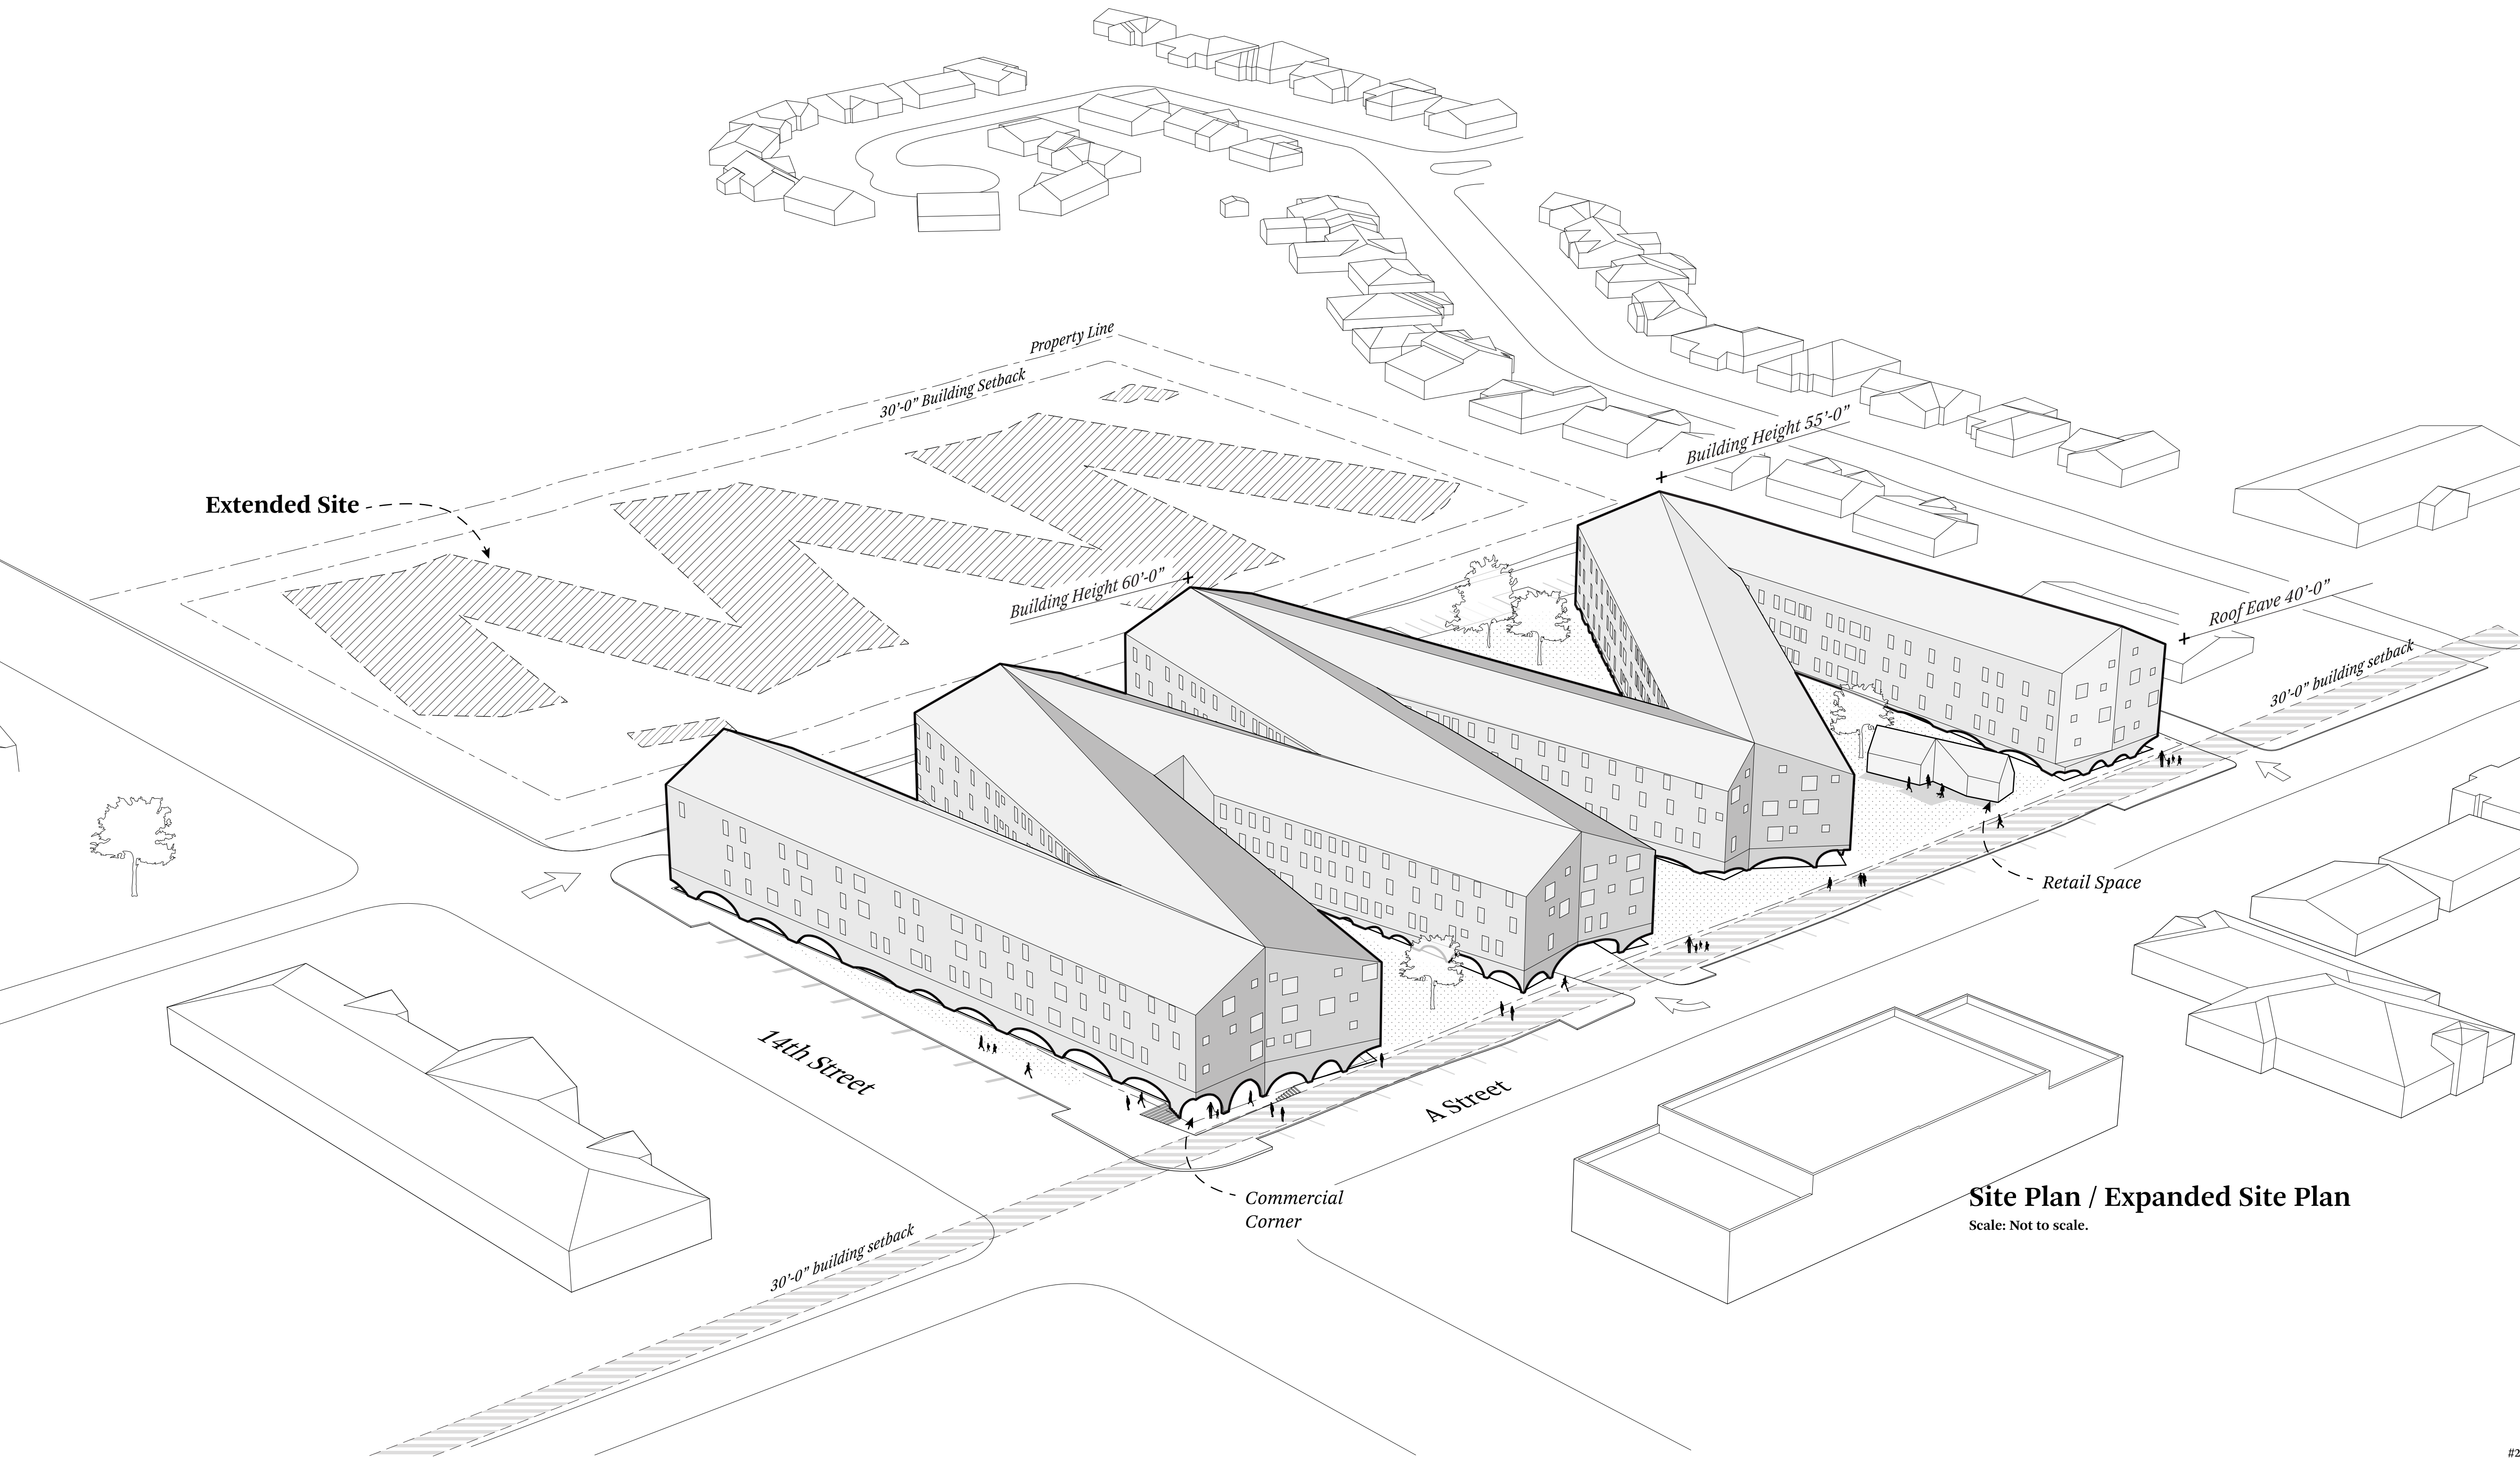 Property Line
30’-0” Building Setback
Building Height 55’-0”
Extended Site
Building Height 60’-0”
Roof Eave 40’-0”
30’-0” building setback
Retail Space
14th Street
A Street
Commercial
Corner
Site Plan / Expanded Site Plan
Scale: Not to scale.
30’-0” building setback
#2